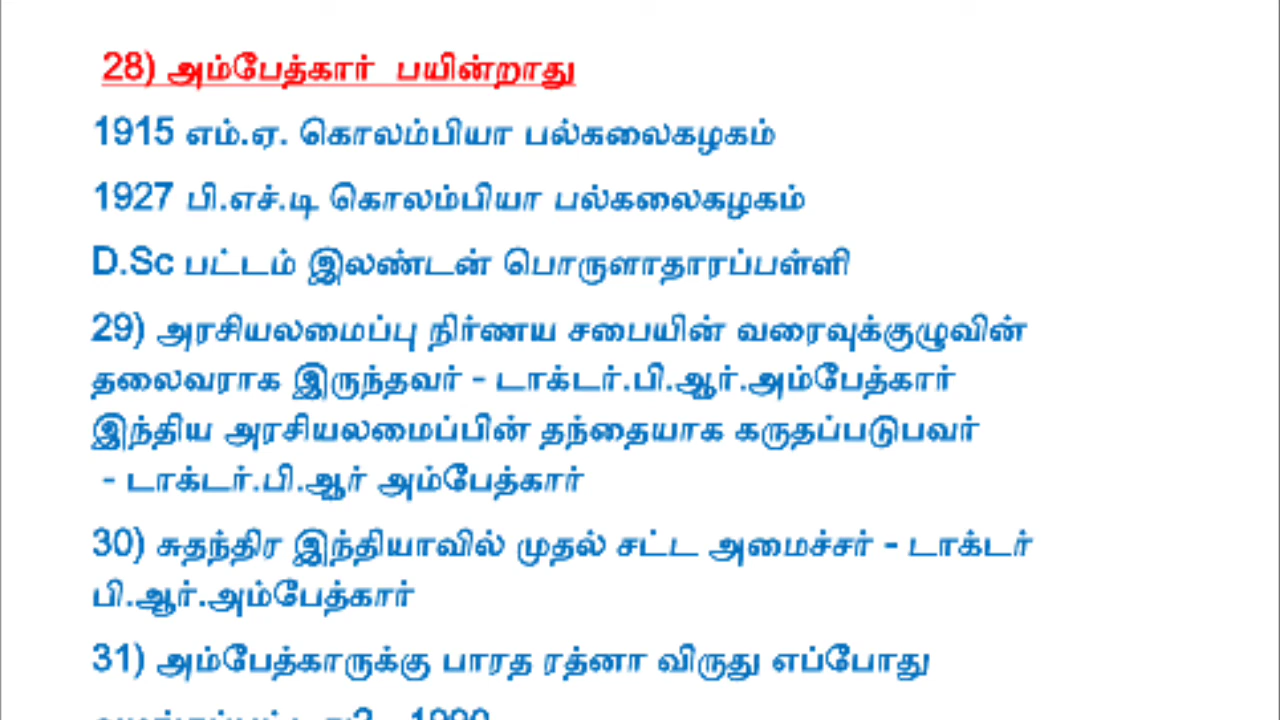 28) அம்பேத்கார் பயின்றாது
1915 எம்.ஏ. கொலம்பியா பல்கலைகழகம்
1927 பி.எச்.டி கொலம்பியா பல்கலைகழகம்
D.Sc பட்டம் இலண்டன் பொருளாதாரப்பள்ளி
29) அரசியலமைப்பு நிர்ணய சபையின் வரைவுக்குழுவின்
தலைவராக இருந்தவர் - டாக்டர்.பி.ஆர்.அம்பேத்கார்
இந்திய அரசியலமைப்பின் தந்தையாக கருதப்படுபவர்
- டாக்டர்.பி.ஆர் அம்பேத்கார்
30) சுதந்திர இந்தியாவில் முதல் சட்ட அமைச்சர் - டாக்டர்
பி.ஆர்.அம்பேத்கார்
31) அம்பேத்காருக்கு பாரத ரத்னா விருது எப்போது